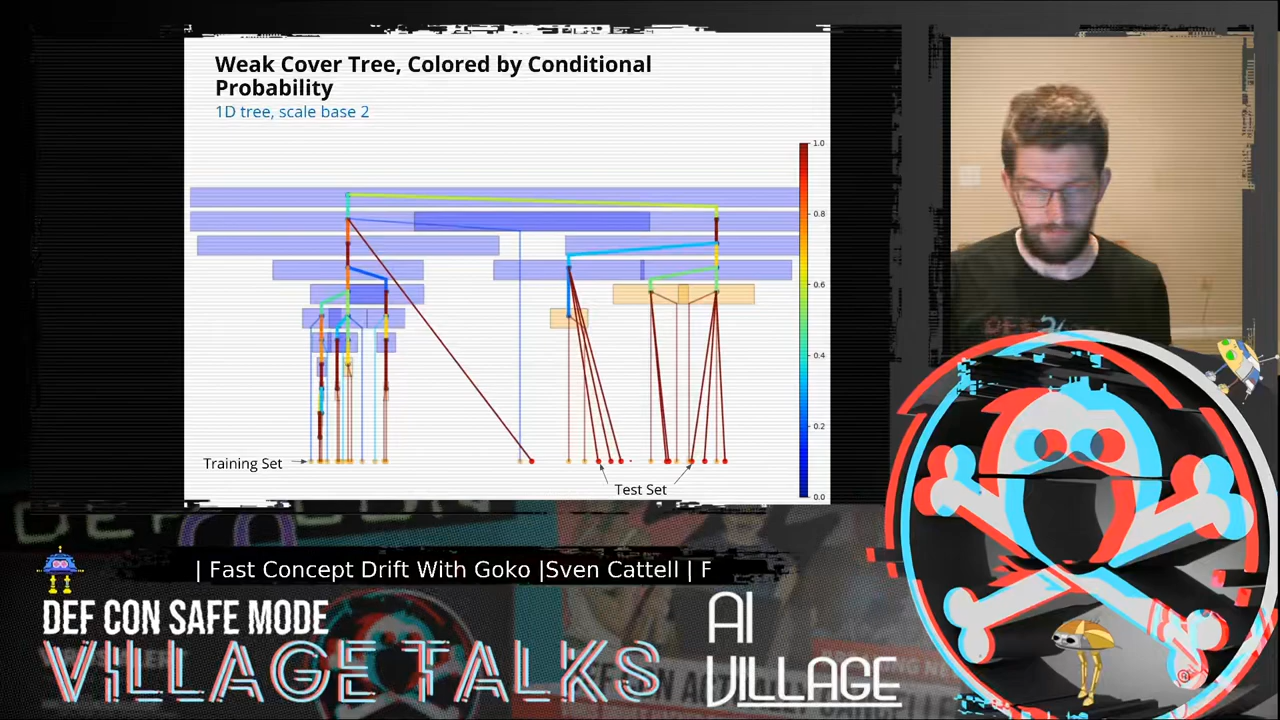 Weak Cover Tree, Colored by Conditional
Probability
1D tree, scale base 2
1.0
0.8
0.6
0.4
0.2
0.0
Training Set
Test Set
| Fast Concept Drift With Goko |Sven Cattell | F
DEF CON SAFE MODE
VILLAGE TALKS
AI
VILLAGE